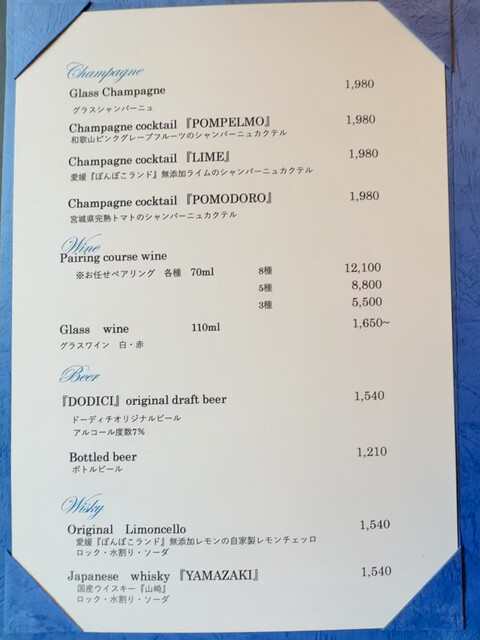 Champagne
Glass Champagne 1,980
グラスシャンパーニュ
Champagne cocktail 『POMPELMO』 1,980
和歌山ピンクグレープフルーツのシャンパーニュカクテル
Champagne cocktail 『LIME』 1,980
愛媛『ぽんぽこランド』無添加ライムのシャンパーニュカクテル
Champagne cocktail 『POMODORO』 1,980
宮城県完熟トマトのシャンパーニュカクテル
Wine
Pairing course wine
※お任せペアリング 各種 70ml 8種 12,100
5種 8,800
3種 5,500
Glass wine 110ml 1,650~
グラスワイン 白・赤
Beer
『DODICI』original draft beer 1,540
ドーディチオリジナルビール
アルコール度数7%
Bottled beer 1,210
ボトルビール
Wisky
Original Limoncello 1,540
愛媛『ぽんぽこランド』無添加レモンの自家製レモンチェッロ
ロック・水割り・ソーダ
Japanese whisky 『YAMAZAKI』 1,540
国産ウイスキー『山崎』
ロック・水割り・ソーダ